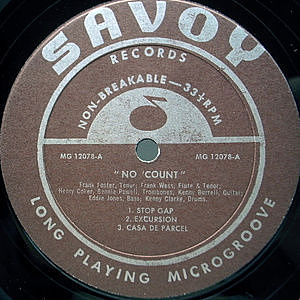 SAVOY
RECORDS
NON-BREAKABLE—33⅓RPM
MG 12078-A
MG 12078-A
"NO 'COUNT"
Frank Foster, Tenor; Frank Wess, Flute & Tenor;
Henry Coker, Bennie Powell, Trombones, Kenny Burrell, Guitar;
Eddie Jones, Bass; Kenny Clarke, Drums.
1. STOP GAP
2. EXCURSION
3. CASA DE PARCEL
LONG PLAYING MICROGROOVE